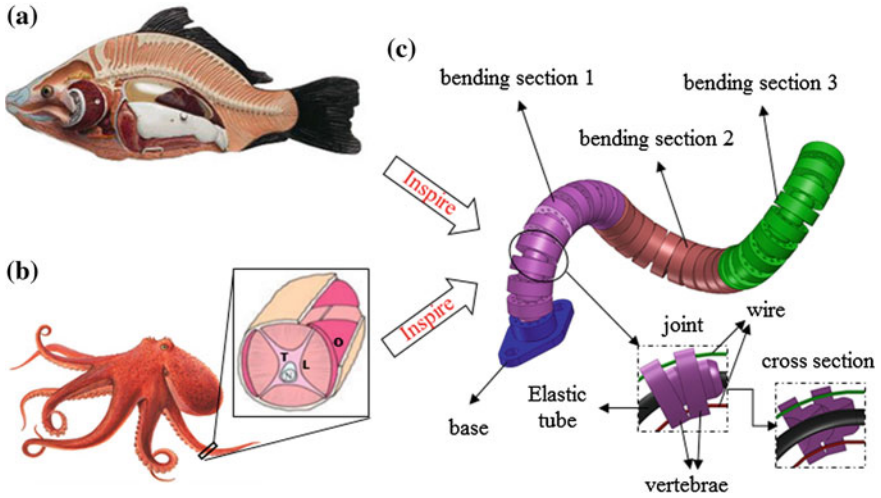 (a)
(b)
T
L
O
Inspire
Inspire
(c)
bending section 1
bending section 2
bending section 3
joint
wire
cross section
Elastic
tube
base
vertebrae